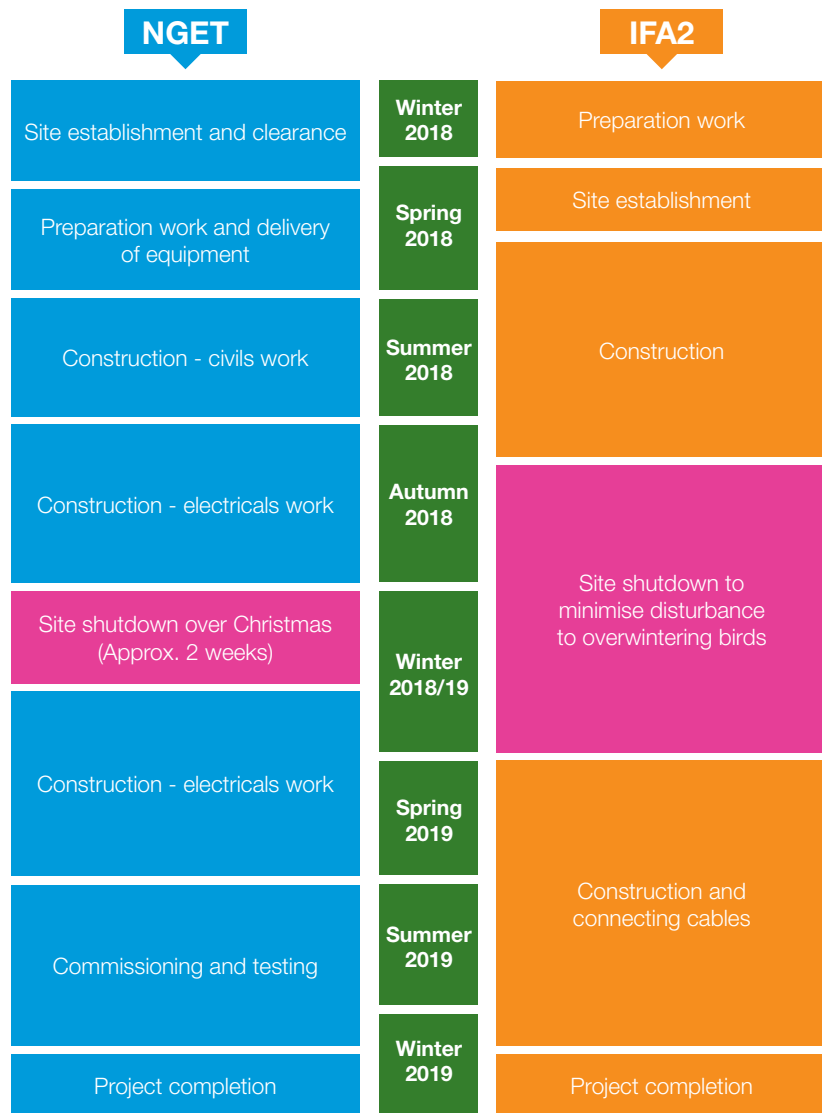 NGET
IFA2
Site establishment and clearance
Winter
2018
Preparation work
Preparation work and delivery
of equipment
Spring
2018
Site establishment
Construction - civils work
Summer
2018
Construction
Construction - electricals work
Autumn
2018
Site shutdown over Christmas
(Approx. 2 weeks)
Winter
2018/19
Site shutdown to
minimise disturbance
to overwintering birds
Construction - electricals work
Spring
2019
Construction and
connecting cables
Commissioning and testing
Summer
2019
Winter
2019
Project completion
Project completion